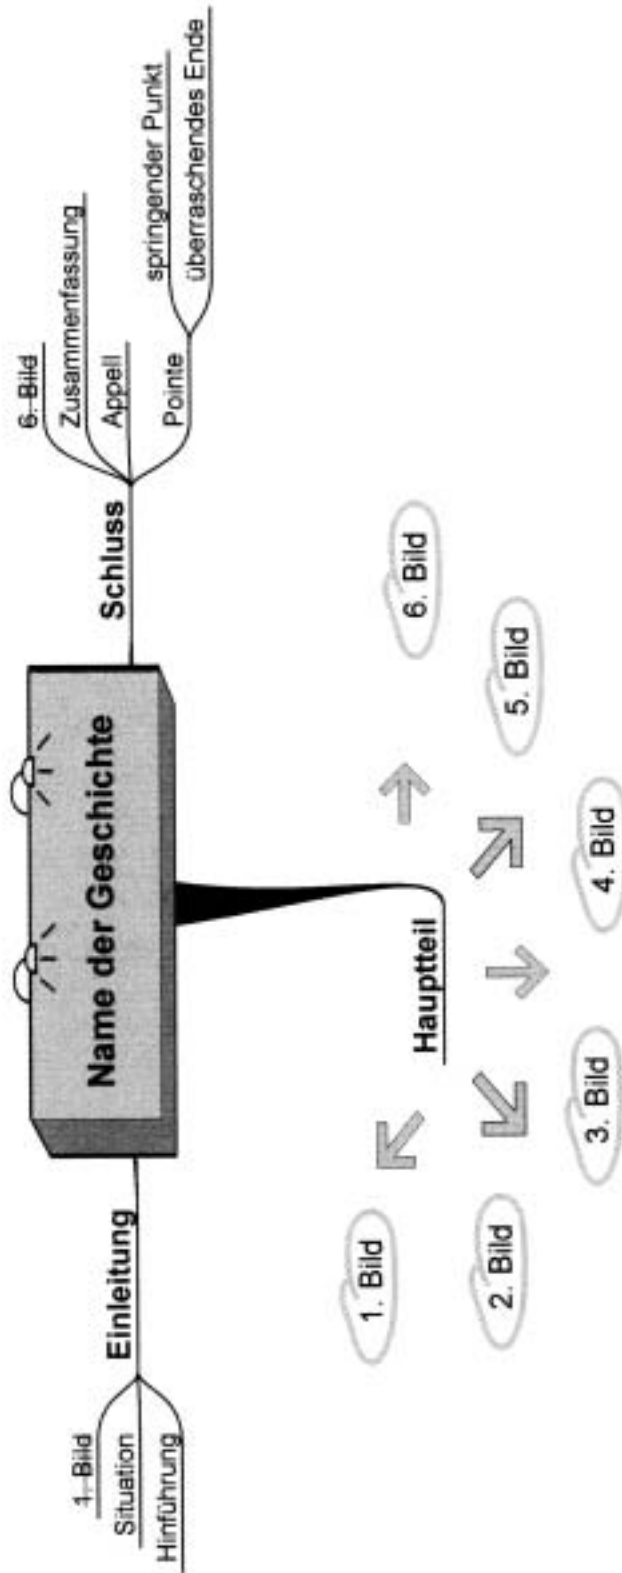 Name der Geschichte
Einleitung
1. Bild
Situation
Hinführung
Hauptteil
1. Bild
2. Bild
3. Bild
4. Bild
5. Bild
6. Bild
Schluss
6. Bild
Zusammenfassung
Appell
Pointe
springender Punkt
überraschendes Ende